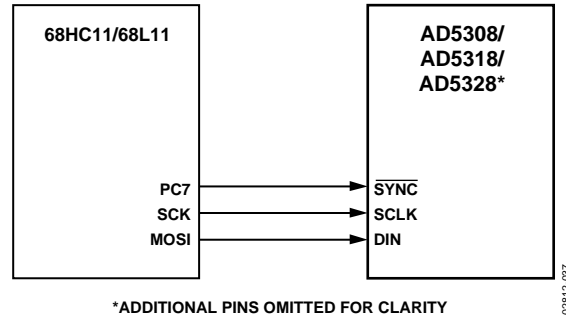 68HC11/68L11
AD5308/
AD5318/
AD5328*
PC7
SYNC
SCK
SCLK
MOSI
DIN
*ADDITIONAL PINS OMITTED FOR CLARITY